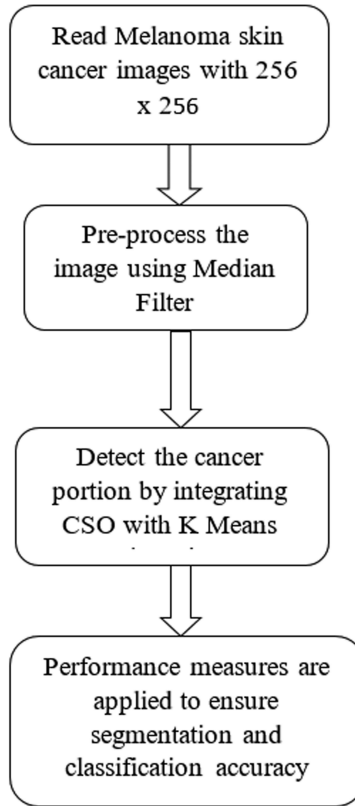 Read Melanoma skin
cancer images with 256
x 256
Pre-process the
image using Median
Filter
Detect the cancer
portion by integrating
CSO with K Means
Performance measures are
applied to ensure
segmentation and
classification accuracy